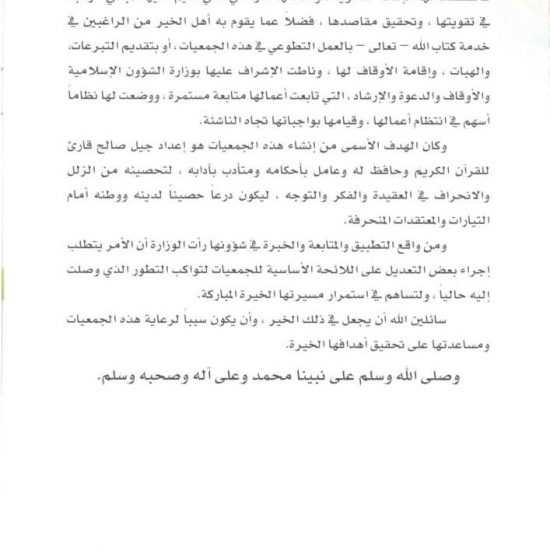 في تقويتها ، وتحقيق مقاصدها ، فضلاً عما يقوم به أهل الخير من الراغبين في
خدمة كتاب الله – تعالى – بالعمل التطوعي في هذه الجمعيات ، أو بتقديم التبرعات،
والهبات ، وإقامة الأوقاف لها ، وناطت الإشراف عليها بوزارة الشؤون الإسلامية
والأوقاف والدعوة والإرشاد ، التي تابعت أعمالها متابعة مستمرة ، ووضعت لها نظاماً
أسهم في انتظام أعمالها ، وقيامها بواجباتها تجاه الناشئة.
وكان الهدف الأسمى من إنشاء هذه الجمعيات هو إعداد جيل صالح قارئ
للقرآن الكريم وحافظ له وعامل بأحكامه ومتأدب بآدابه ، لتحصينه من الزلل
والانحراف في العقيدة والفكر والتوجه ، ليكون درعاً حصيناً لدينه ووطنه أمام
التيارات والمعتقدات المنحرفة.
ومن واقع التطبيق والمتابعة والخبرة في شؤونها رأت الوزارة أن الأمر يتطلب
إجراء بعض التعديل على اللائحة الأساسية للجمعيات لتواكب التطور الذي وصلت
إليه حالياً ، ولتساهم في استمرار مسيرتها الخيرة المباركة.
سائلين الله أن يجعل في ذلك الخير ، وأن يكون سبباً لرعاية هذه الجمعيات
ومساعدتها على تحقيق أهدافها الخيرة.
وصلى الله وسلم على نبينا محمد وعلى آله وصحبه وسلم.